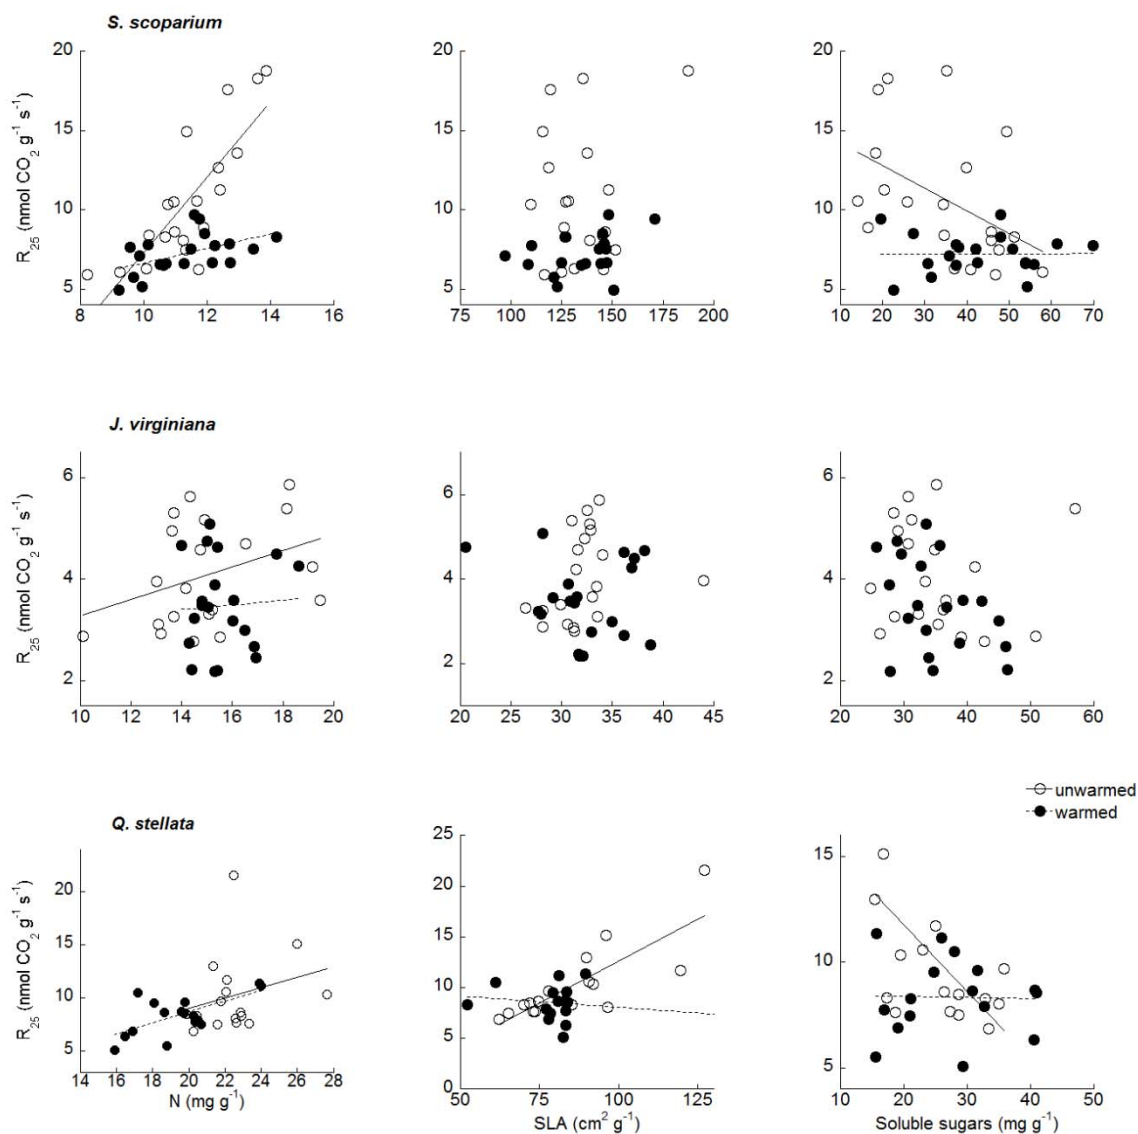 S. scoparium
R25 (nmol CO2 g-1 s-1)
20
15
10
5
8 10 12 14 16
20
15
10
5
75 100 125 150 175 200
20
15
10
5
10 20 30 40 50 60 70
J. virginiana
R25 (nmol CO2 g-1 s-1)
6
4
2
10 12 14 16 18 20
6
4
2
20 25 30 35 40 45
6
4
2
20 30 40 50 60
unwarmed
warmed
Q. stellata
R25 (nmol CO2 g-1 s-1)
20
15
10
5
14 16 18 20 22 24 26 28
N (mg g-1)
25
20
15
10
5
0
50 75 100 125
SLA (cm2 g-1)
15
10
5
10 20 30 40 50
Soluble sugars (mg g-1)